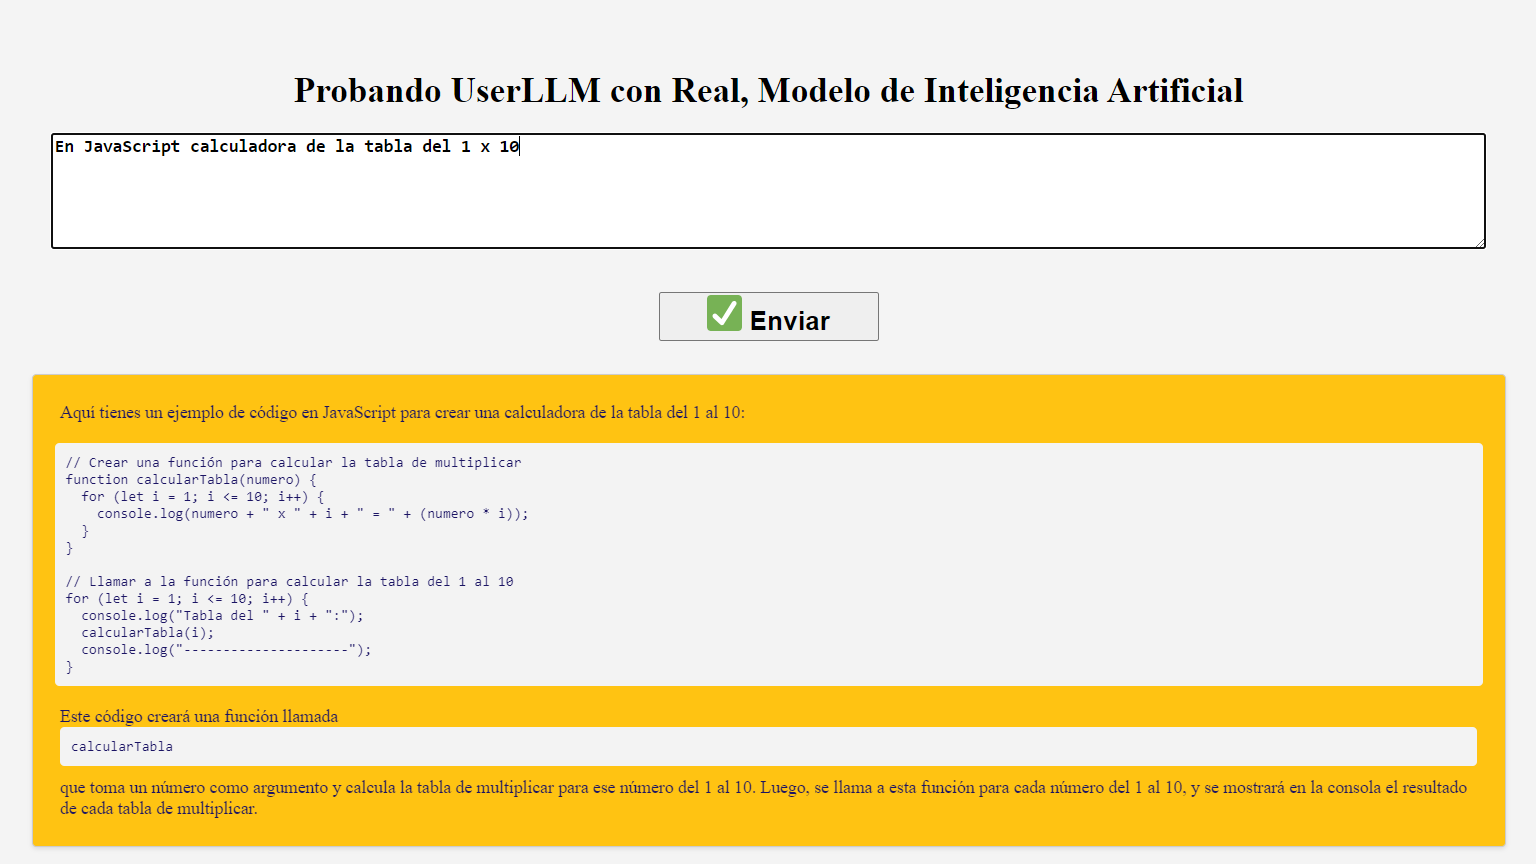 Probando UserLLM con Real, Modelo de Inteligencia Artificial
En JavaScript calculadora de la tabla del 1 x 10
✅ Enviar
Aquí tienes un ejemplo de código en JavaScript para crear una calculadora de la tabla del 1 al 10:
// Crear una función para calcular la tabla de multiplicar
function calcularTabla(numero) {
  for (let i = 1; i <= 10; i++) {
    console.log(numero + " x " + i + " = " + (numero * i));
  }
}

// Llamar a la función para calcular la tabla del 1 al 10
for (let i = 1; i <= 10; i++) {
  console.log("Tabla del " + i + ":");
  calcularTabla(i);
  console.log("---------------------");
}
Este código creará una función llamada
calcularTabla
que toma un número como argumento y calcula la tabla de multiplicar para ese número del 1 al 10. Luego, se llama a esta función para cada número del 1 al 10, y se mostrará en la consola el resultado
de cada tabla de multiplicar.